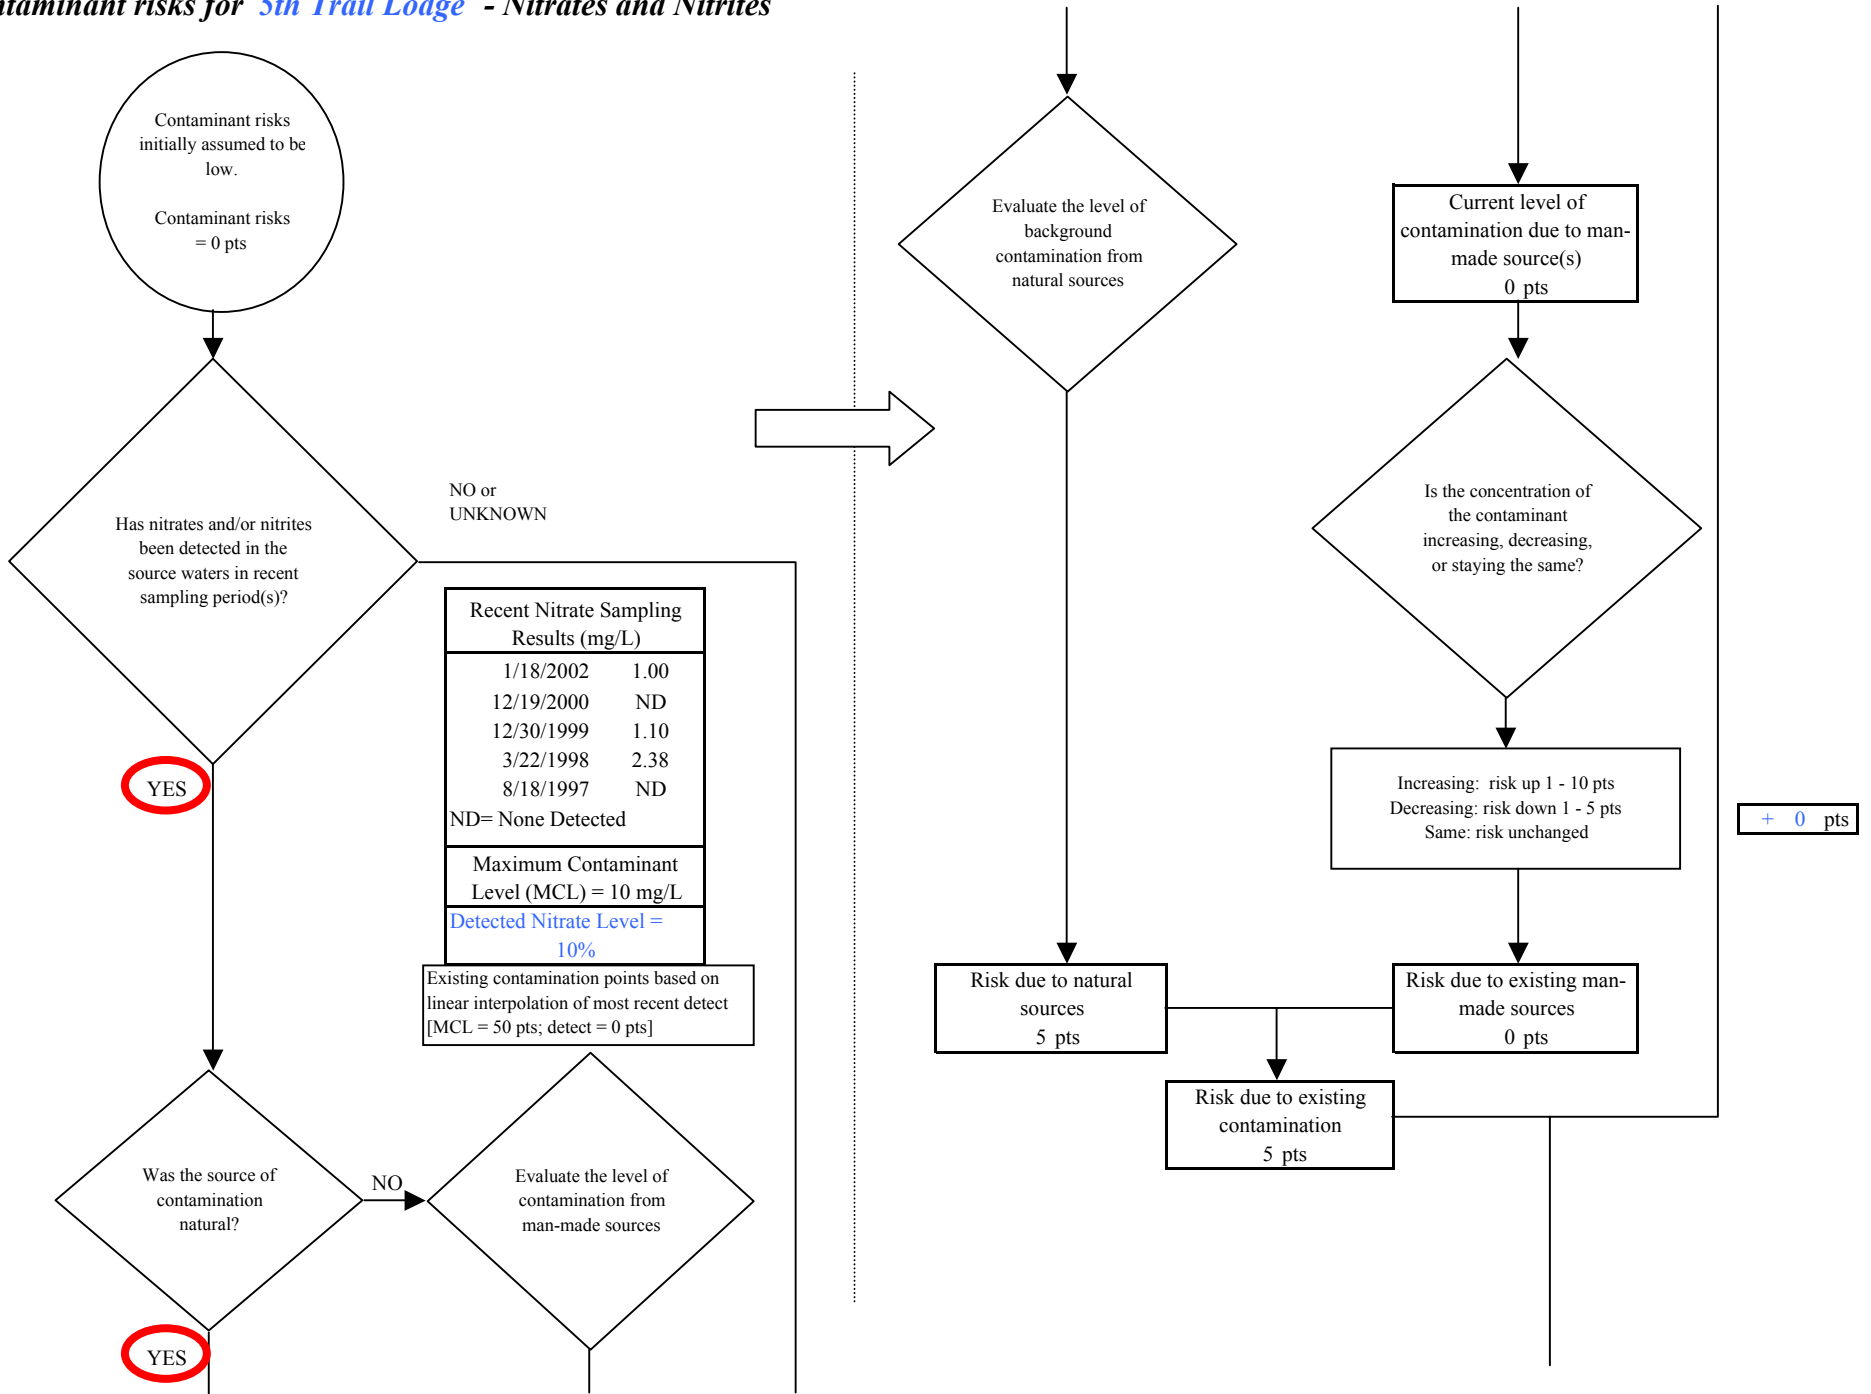 ntaminant risks for 5th Trail Lodge - Nitrates and Nitrites
Contaminant risks
initially assumed to be
low.
Contaminant risks
= 0 pts
Has nitrates and/or nitrites
been detected in the
source waters in recent
sampling period(s)?
NO or
UNKNOWN
YES
Recent Nitrate Sampling
Results (mg/L)
1/18/2002 1.00
12/19/2000 ND
12/30/1999 1.10
3/22/1998 2.38
8/18/1997 ND
ND= None Detected
Maximum Contaminant
Level (MCL) = 10 mg/L
Detected Nitrate Level =
10%
Existing contamination points based on
linear interpolation of most recent detect
[MCL = 50 pts; detect = 0 pts]
Was the source of
contamination
natural?
NO
Evaluate the level of
contamination from
man-made sources
YES
Evaluate the level of
background
contamination from
natural sources
Current level of
contamination due to man-
made source(s)
0 pts
Is the concentration of
the contaminant
increasing, decreasing,
or staying the same?
Increasing: risk up 1 - 10 pts
Decreasing: risk down 1 - 5 pts
Same: risk unchanged
+ 0 pts
Risk due to natural
sources
5 pts
Risk due to existing man-
made sources
0 pts
Risk due to existing
contamination
5 pts